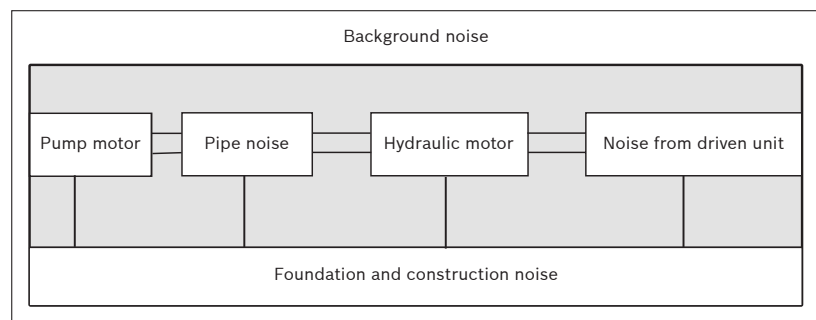 Background noise
Pump motor
Pipe noise
Hydraulic motor
Noise from driven unit
Foundation and construction noise